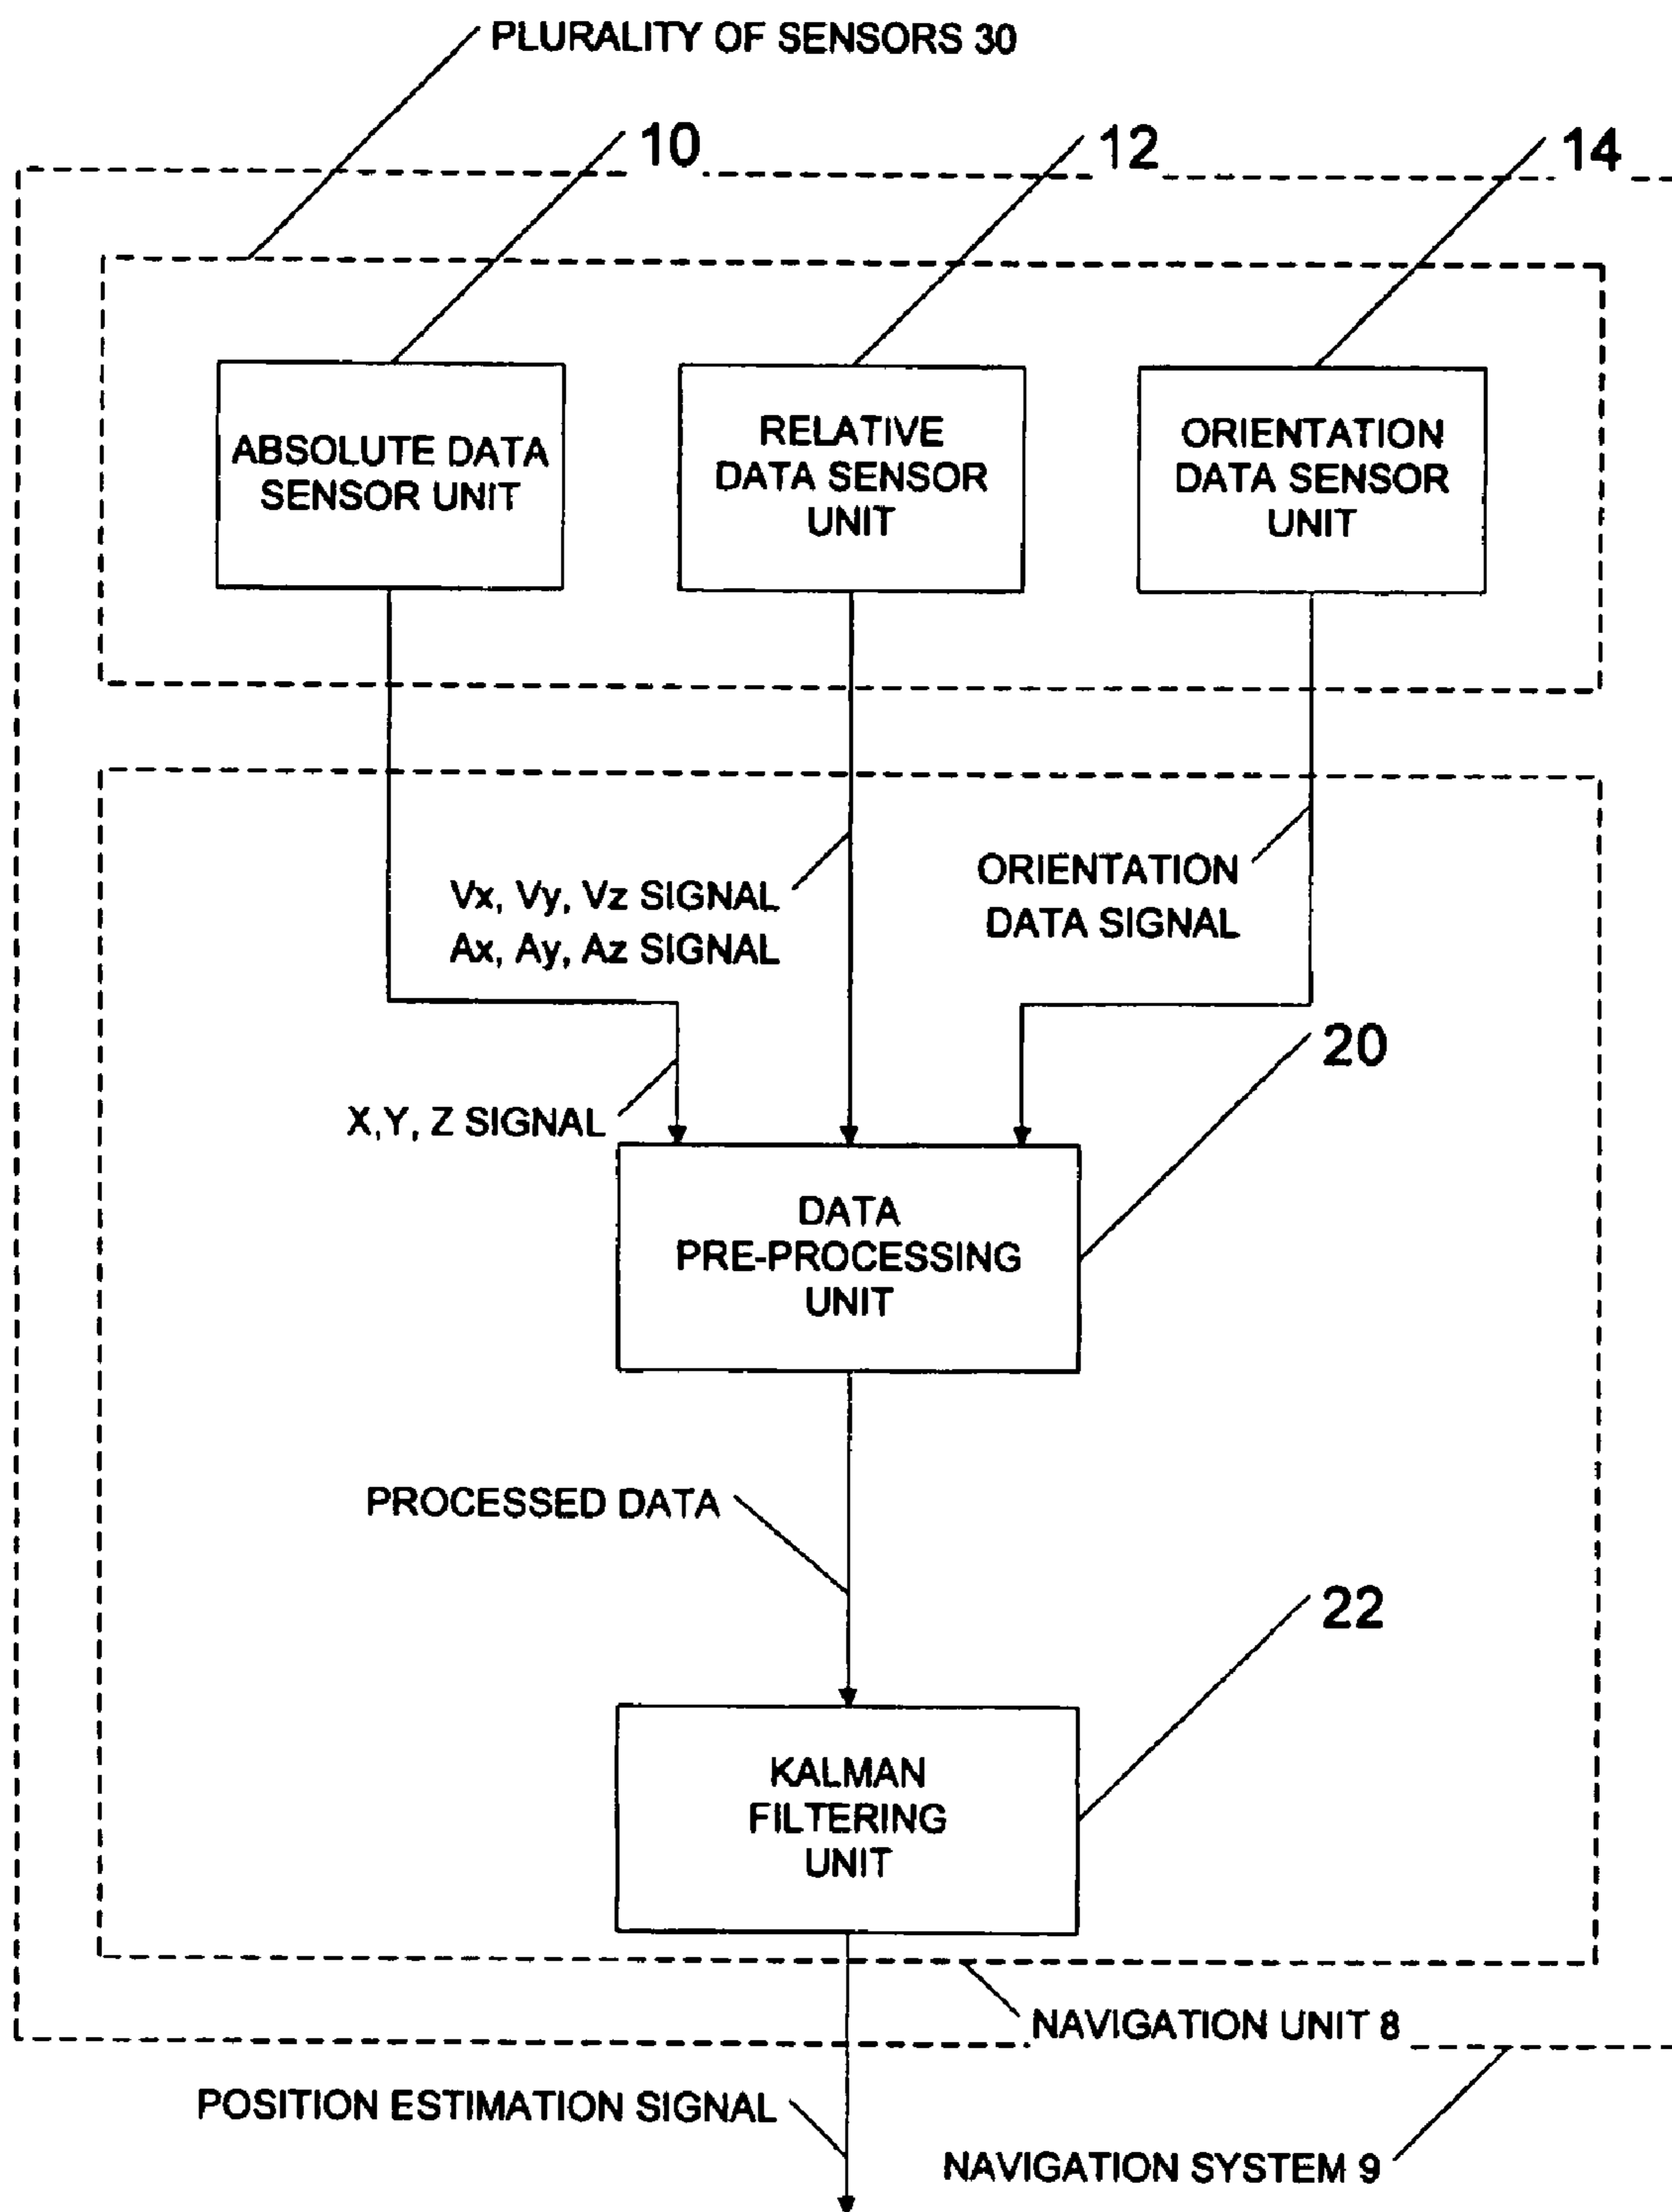 PLURALITY OF SENSORS 30
10
12
14
ABSOLUTE DATA
SENSOR UNIT
RELATIVE
DATA SENSOR
UNIT
ORIENTATION
DATA SENSOR
UNIT
Vx, Vy, Vz SIGNAL
Ax, Ay, Az SIGNAL
ORIENTATION
DATA SIGNAL
20
X,Y, Z SIGNAL
DATA
PRE-PROCESSING
UNIT
PROCESSED DATA
22
KALMAN
FILTERING
UNIT
NAVIGATION UNIT 8
POSITION ESTIMATION SIGNAL
NAVIGATION SYSTEM 9